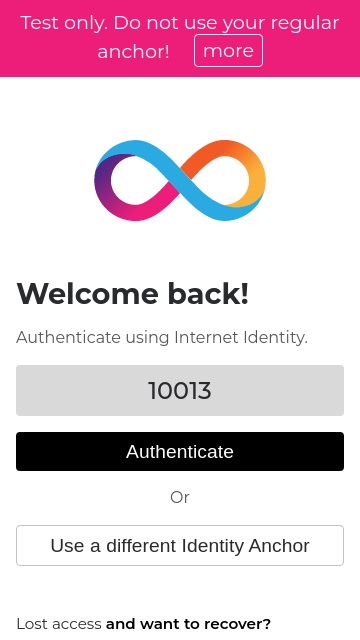 Test only. Do not use your regular
anchor! more
Welcome back!
Authenticate using Internet Identity.
10013
Authenticate
Or
Use a different Identity Anchor
Lost access and want to recover?